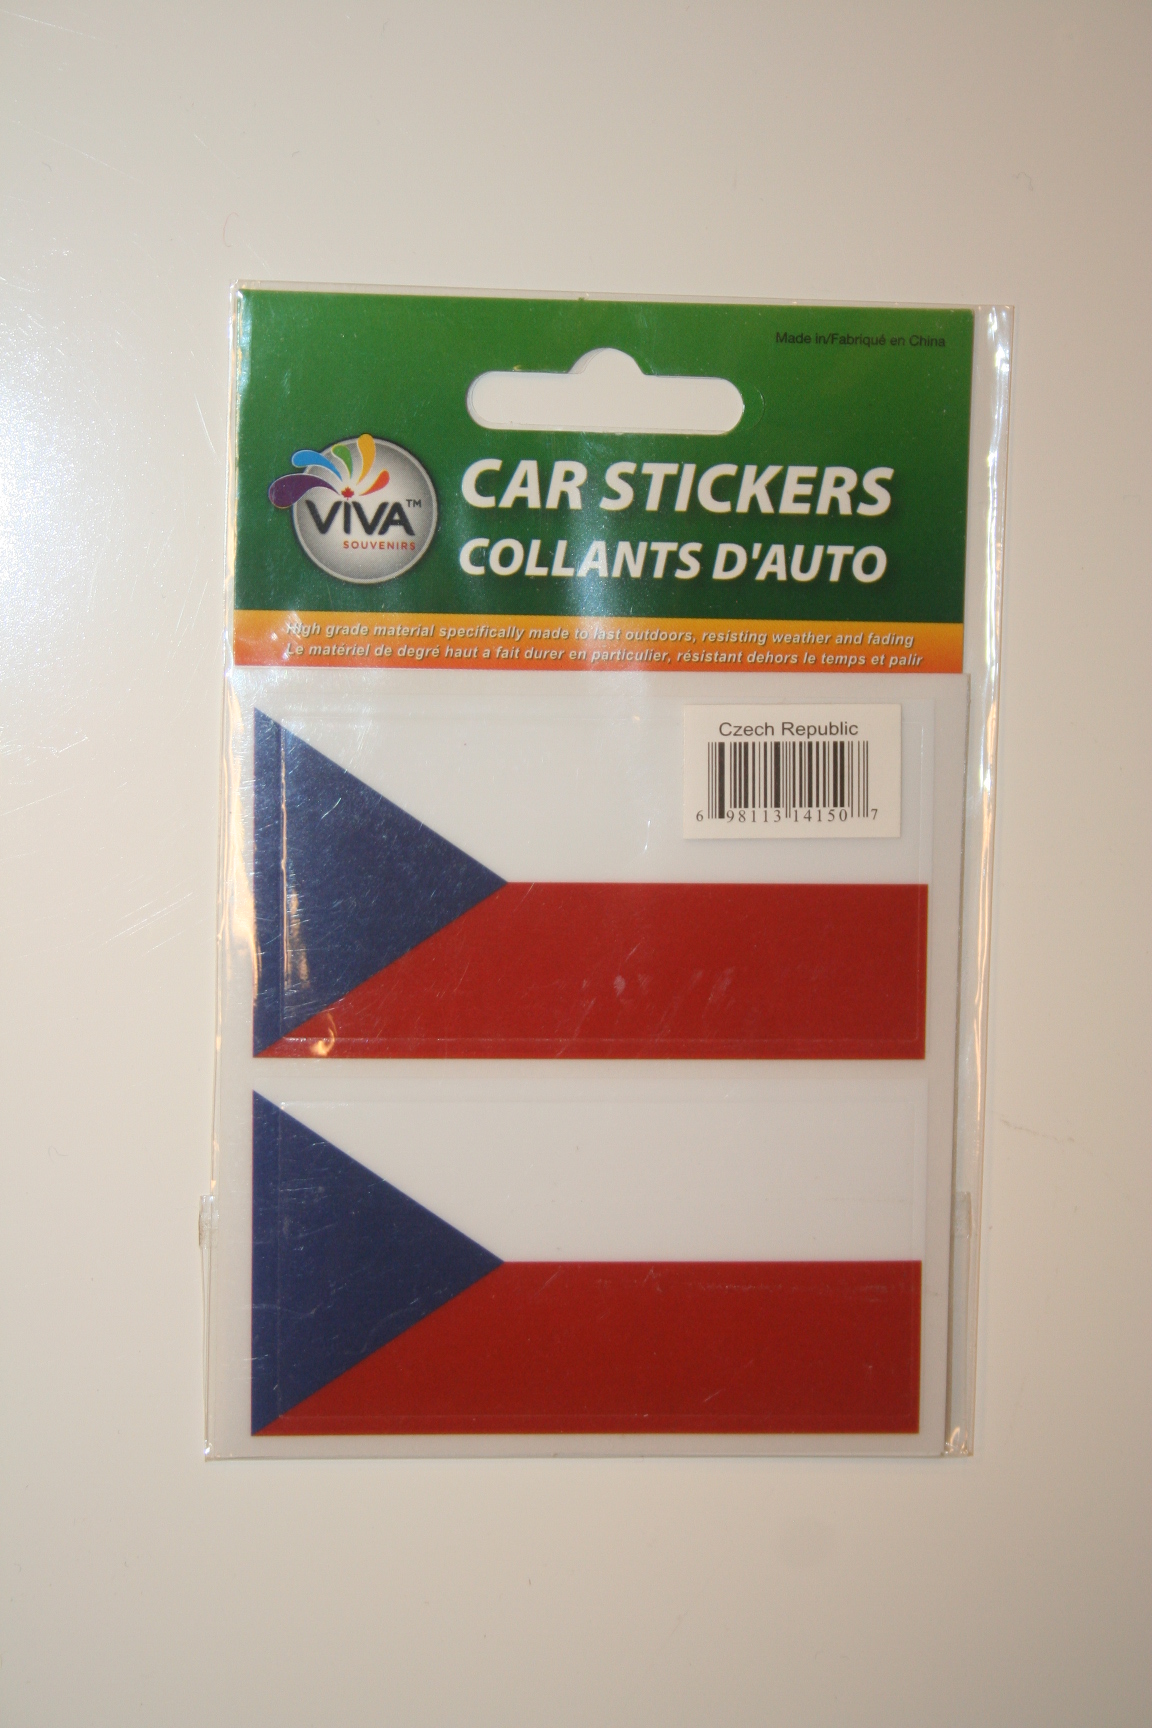 Made in/Fabriqué en China
CAR STICKERS
COLLANTS D'AUTO
VIVA™
SOUVENIRS
High grade material specifically made to last outdoors, resisting weather and fading
Le matériel de degré haut a fait durer en particulier, résistant dehors le temps et palir
Czech Republic
6 98113 14150 7